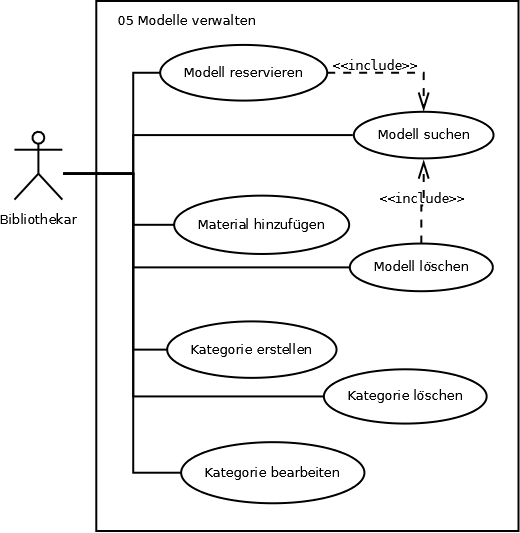 05 Modelle verwalten
Modell reservieren
<<include>>
Modell suchen
<<include>>
Bibliothekar
Material hinzufügen
Modell löschen
Kategorie erstellen
Kategorie löschen
Kategorie bearbeiten